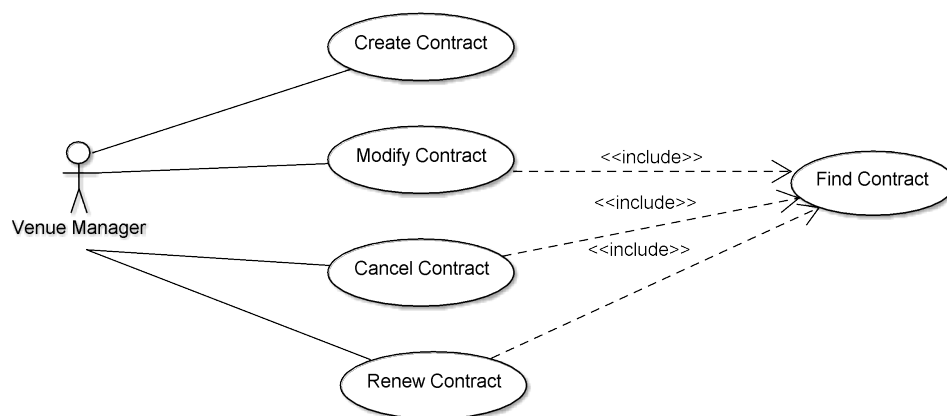 Create Contract
Modify Contract
<<include>>
Find Contract
<<include>>
Venue Manager
<<include>>
Cancel Contract
Renew Contract